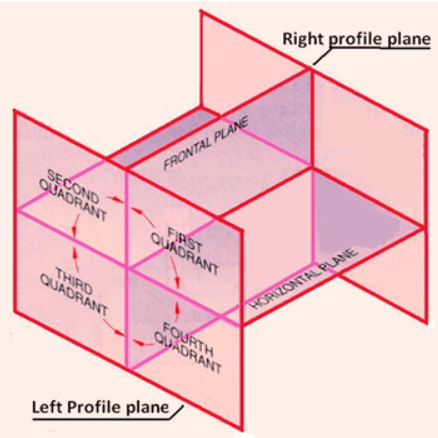 Right profile plane
FRONTAL PLANE
SECOND
QUADRANT
FIRST
QUADRANT
THIRD
QUADRANT
HORIZONTAL PLANE
FOURTH
QUADRANT
Left Profile plane